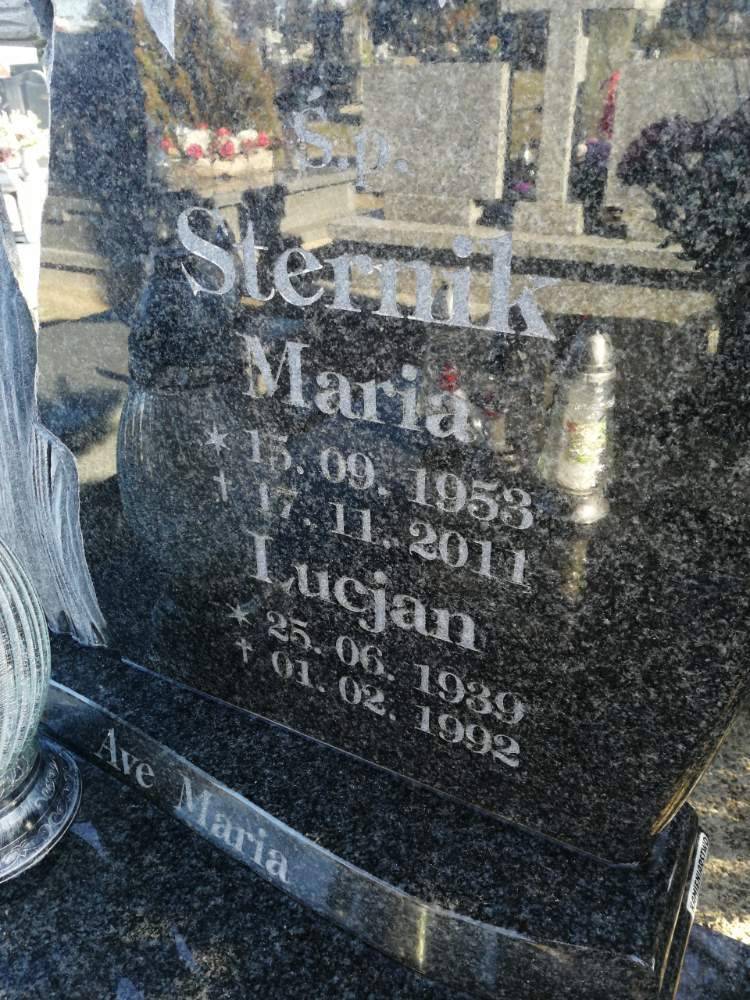 Ś.p.
Sternik
Maria
* 15. 09. 1953
† 17. 11. 2011
Lucjan
* 25. 06. 1939
† 01. 02. 1992
Ave Maria